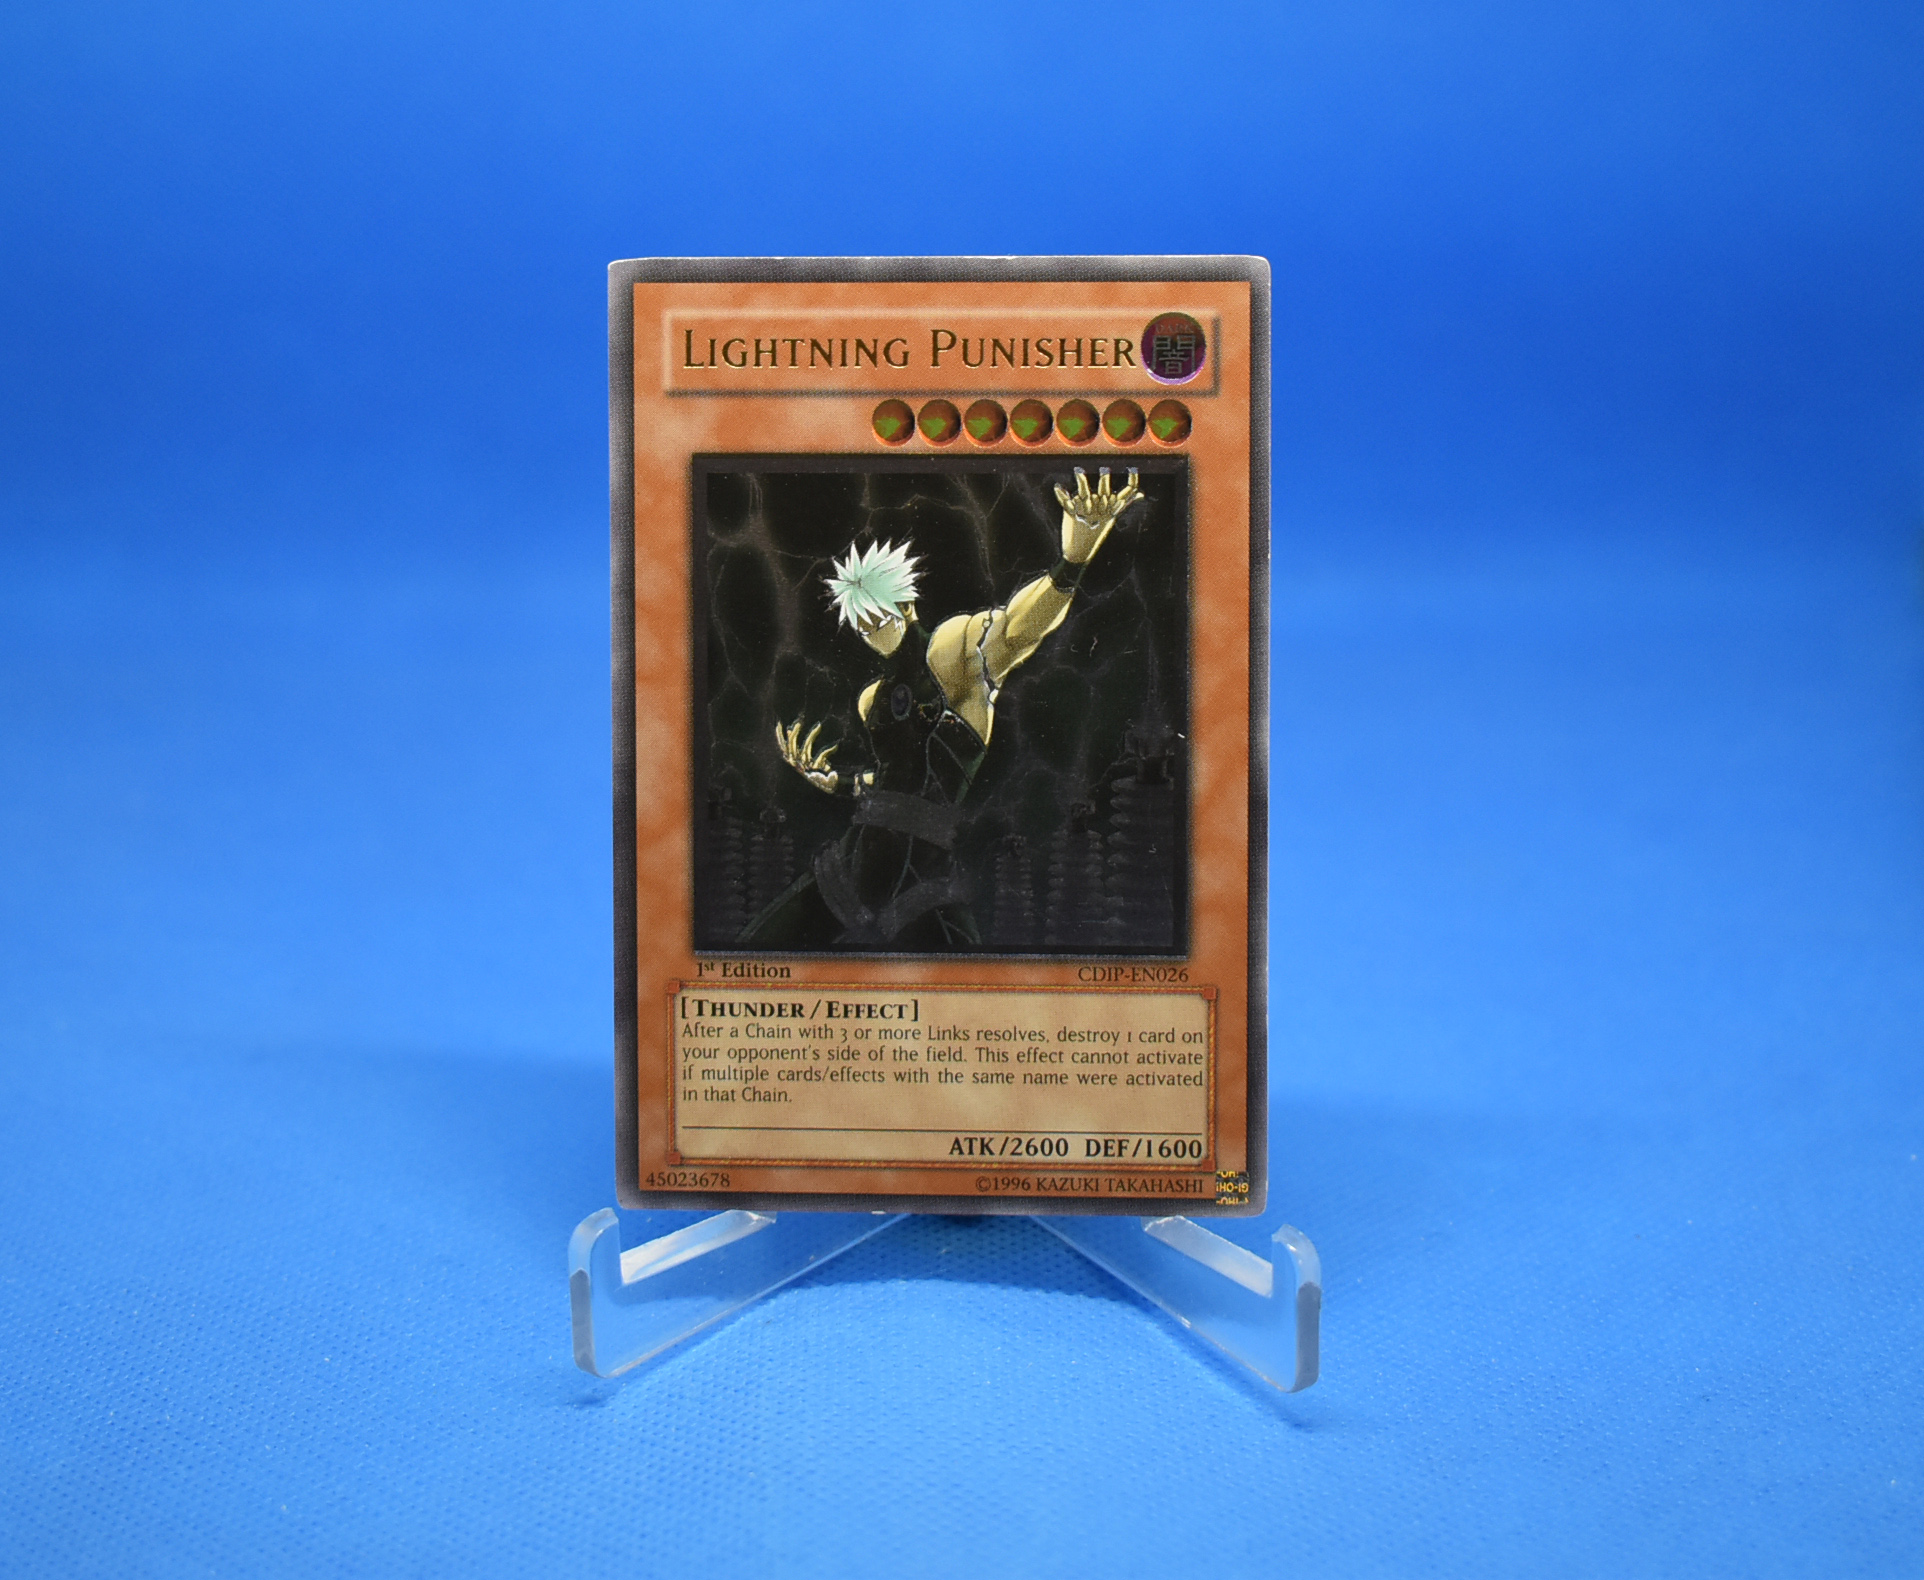 LIGHTNING PUNISHER
DARK
闇
1st Edition
CDIP-EN026
[THUNDER / EFFECT]
After a Chain with 3 or more Links resolves, destroy 1 card on
your opponent's side of the field. This effect cannot activate
if multiple cards/effects with the same name were activated
in that Chain.
ATK/2600 DEF/1600
45023678
©1996 KAZUKI TAKAHASHI